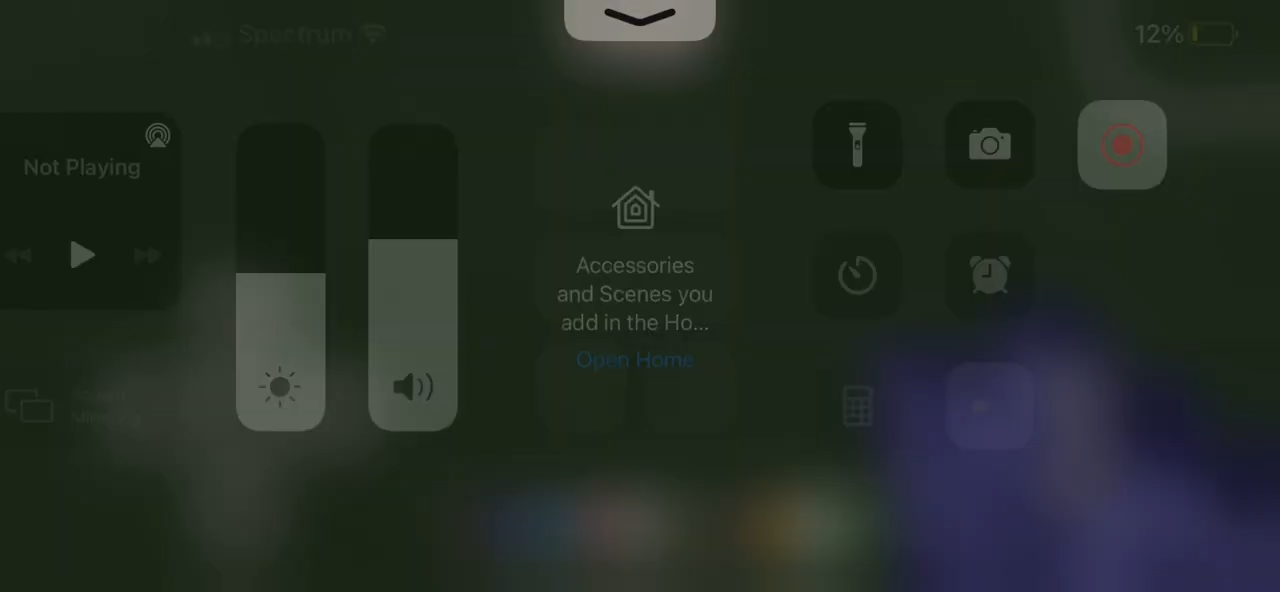 Spectrum
12%
Not Playing
Accessories
and Scenes you
add in the Ho...
Open Home